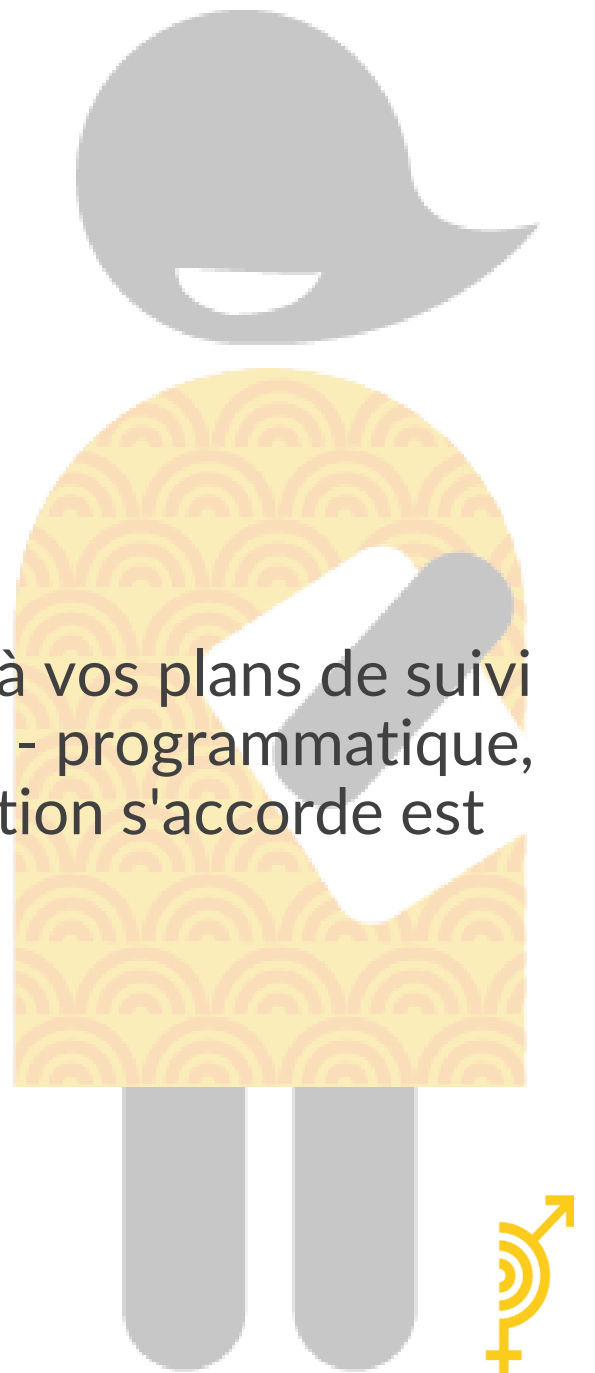 à vos plans de suivi
- programmatique,
tion s'accorde est